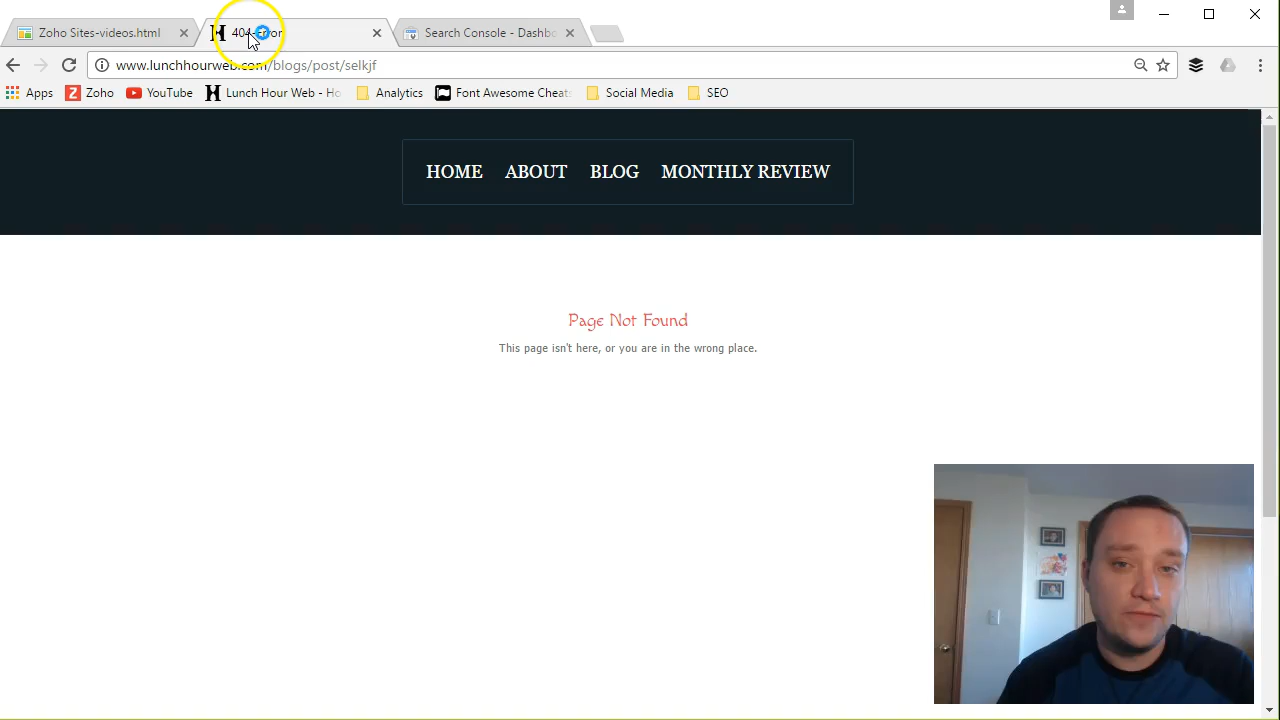 Zoho Sites-videos.html
404 Error
Search Console - Dashbo
www.lunchhourweb.com/blogs/post/selkjf
Apps
Zoho
YouTube
Lunch Hour Web - Ho
Analytics
Font Awesome Cheats
Social Media
SEO
HOME
ABOUT
BLOG
MONTHLY REVIEW
Page Not Found
This page isn't here, or you are in the wrong place.